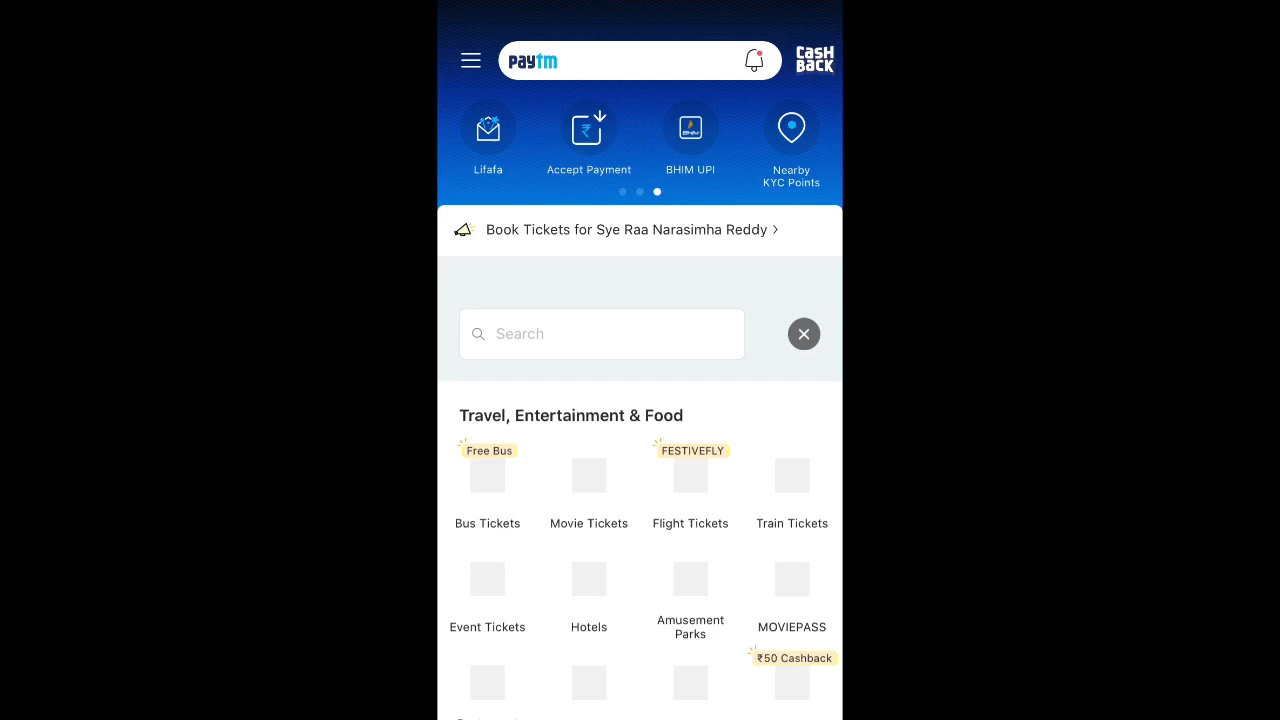 paytm
CASH
BACK
Lifafa
Accept Payment
BHIM
BHIM UPI
Nearby
KYC Points
Book Tickets for Sye Raa Narasimha Reddy >
Search
Travel, Entertainment & Food
Free Bus
FESTIVEFLY
Bus Tickets
Movie Tickets
Flight Tickets
Train Tickets
Event Tickets
Hotels
Amusement
Parks
MOVIEPASS
₹50 Cashback